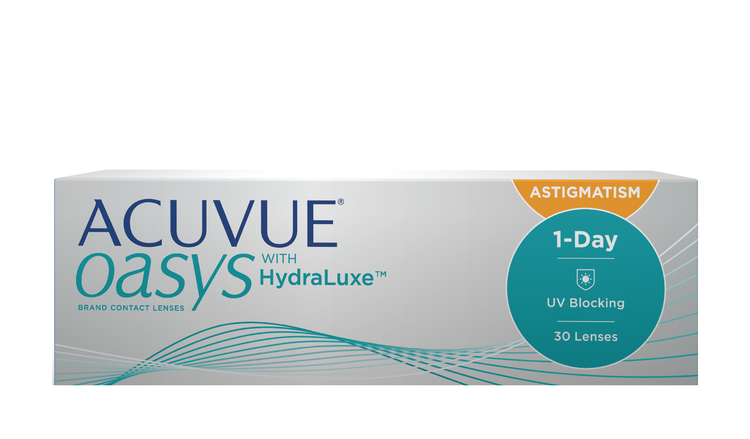 ACUVUE®
oasys WITH HydraLuxe™
BRAND CONTACT LENSES
ASTIGMATISM
1-Day
UV Blocking
30 Lenses